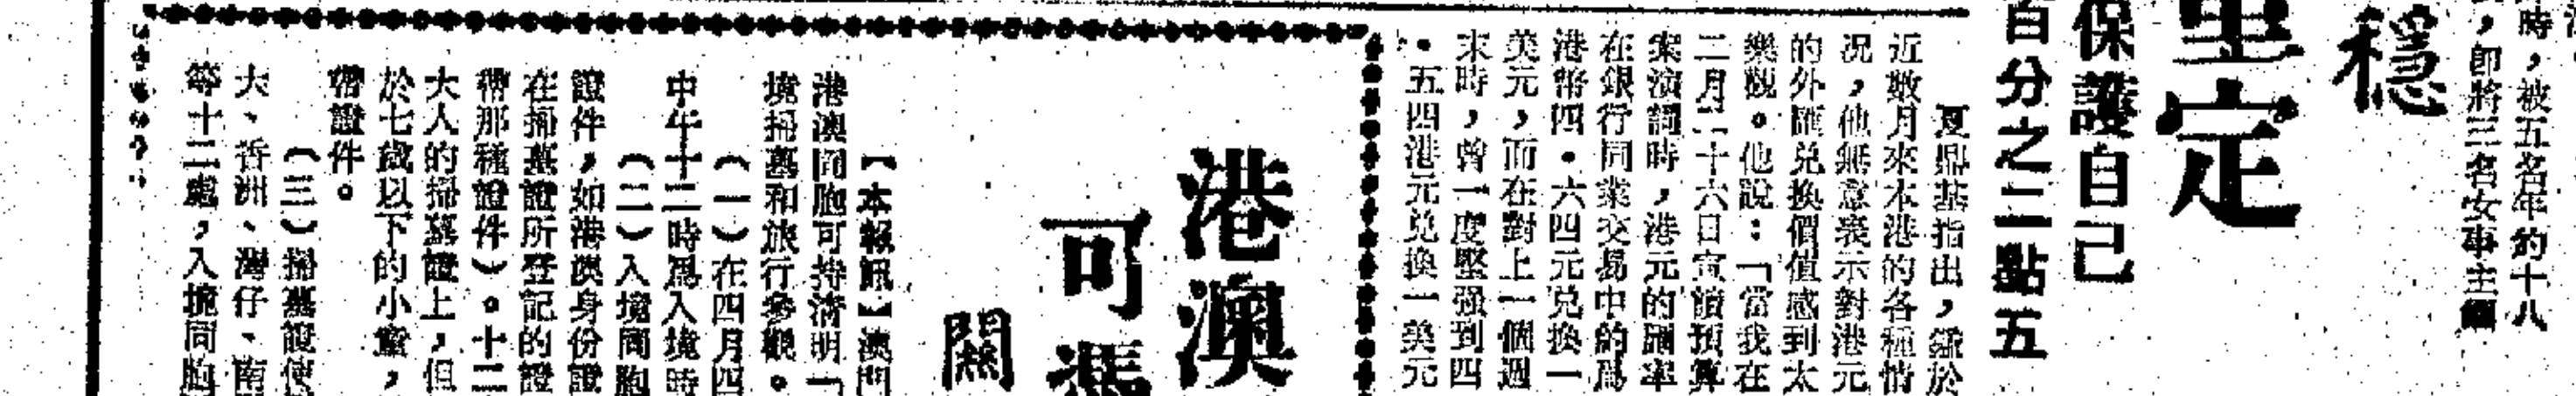 時，被五名年約十八
，卽將三名女事主綑
穩
定
保護自己
百分之二點五
夏鼎基指出，鑑於
近數月來本港的各種情
况，他無意表示對港元
的外匯兌換價值感到太
樂觀。他說：「當我在
二月二十六日宣讀預算
案演詞時，港元的滙率
在銀行同業交易中約爲
港幣四·六四元兌換一
美元，而在對上一個週
末時，曾一度堅强到四
·五四港元兌換一美元
港澳
可憑
關
【本報訊】澳門
港澳同胞可持清明「
境掃墓和旅行參觀。
（一）在四月四
中午十二時爲入境時
（二）入境同胞
證件，如港澳身份證
在掃墓證所登記的證
帶那種證件）。十二
大人的掃墓證上，但
於七歲以下的小童，
帶證件。
（三）掃墓證使
大、香洲、灣仔、南
等十二處，入境同胞